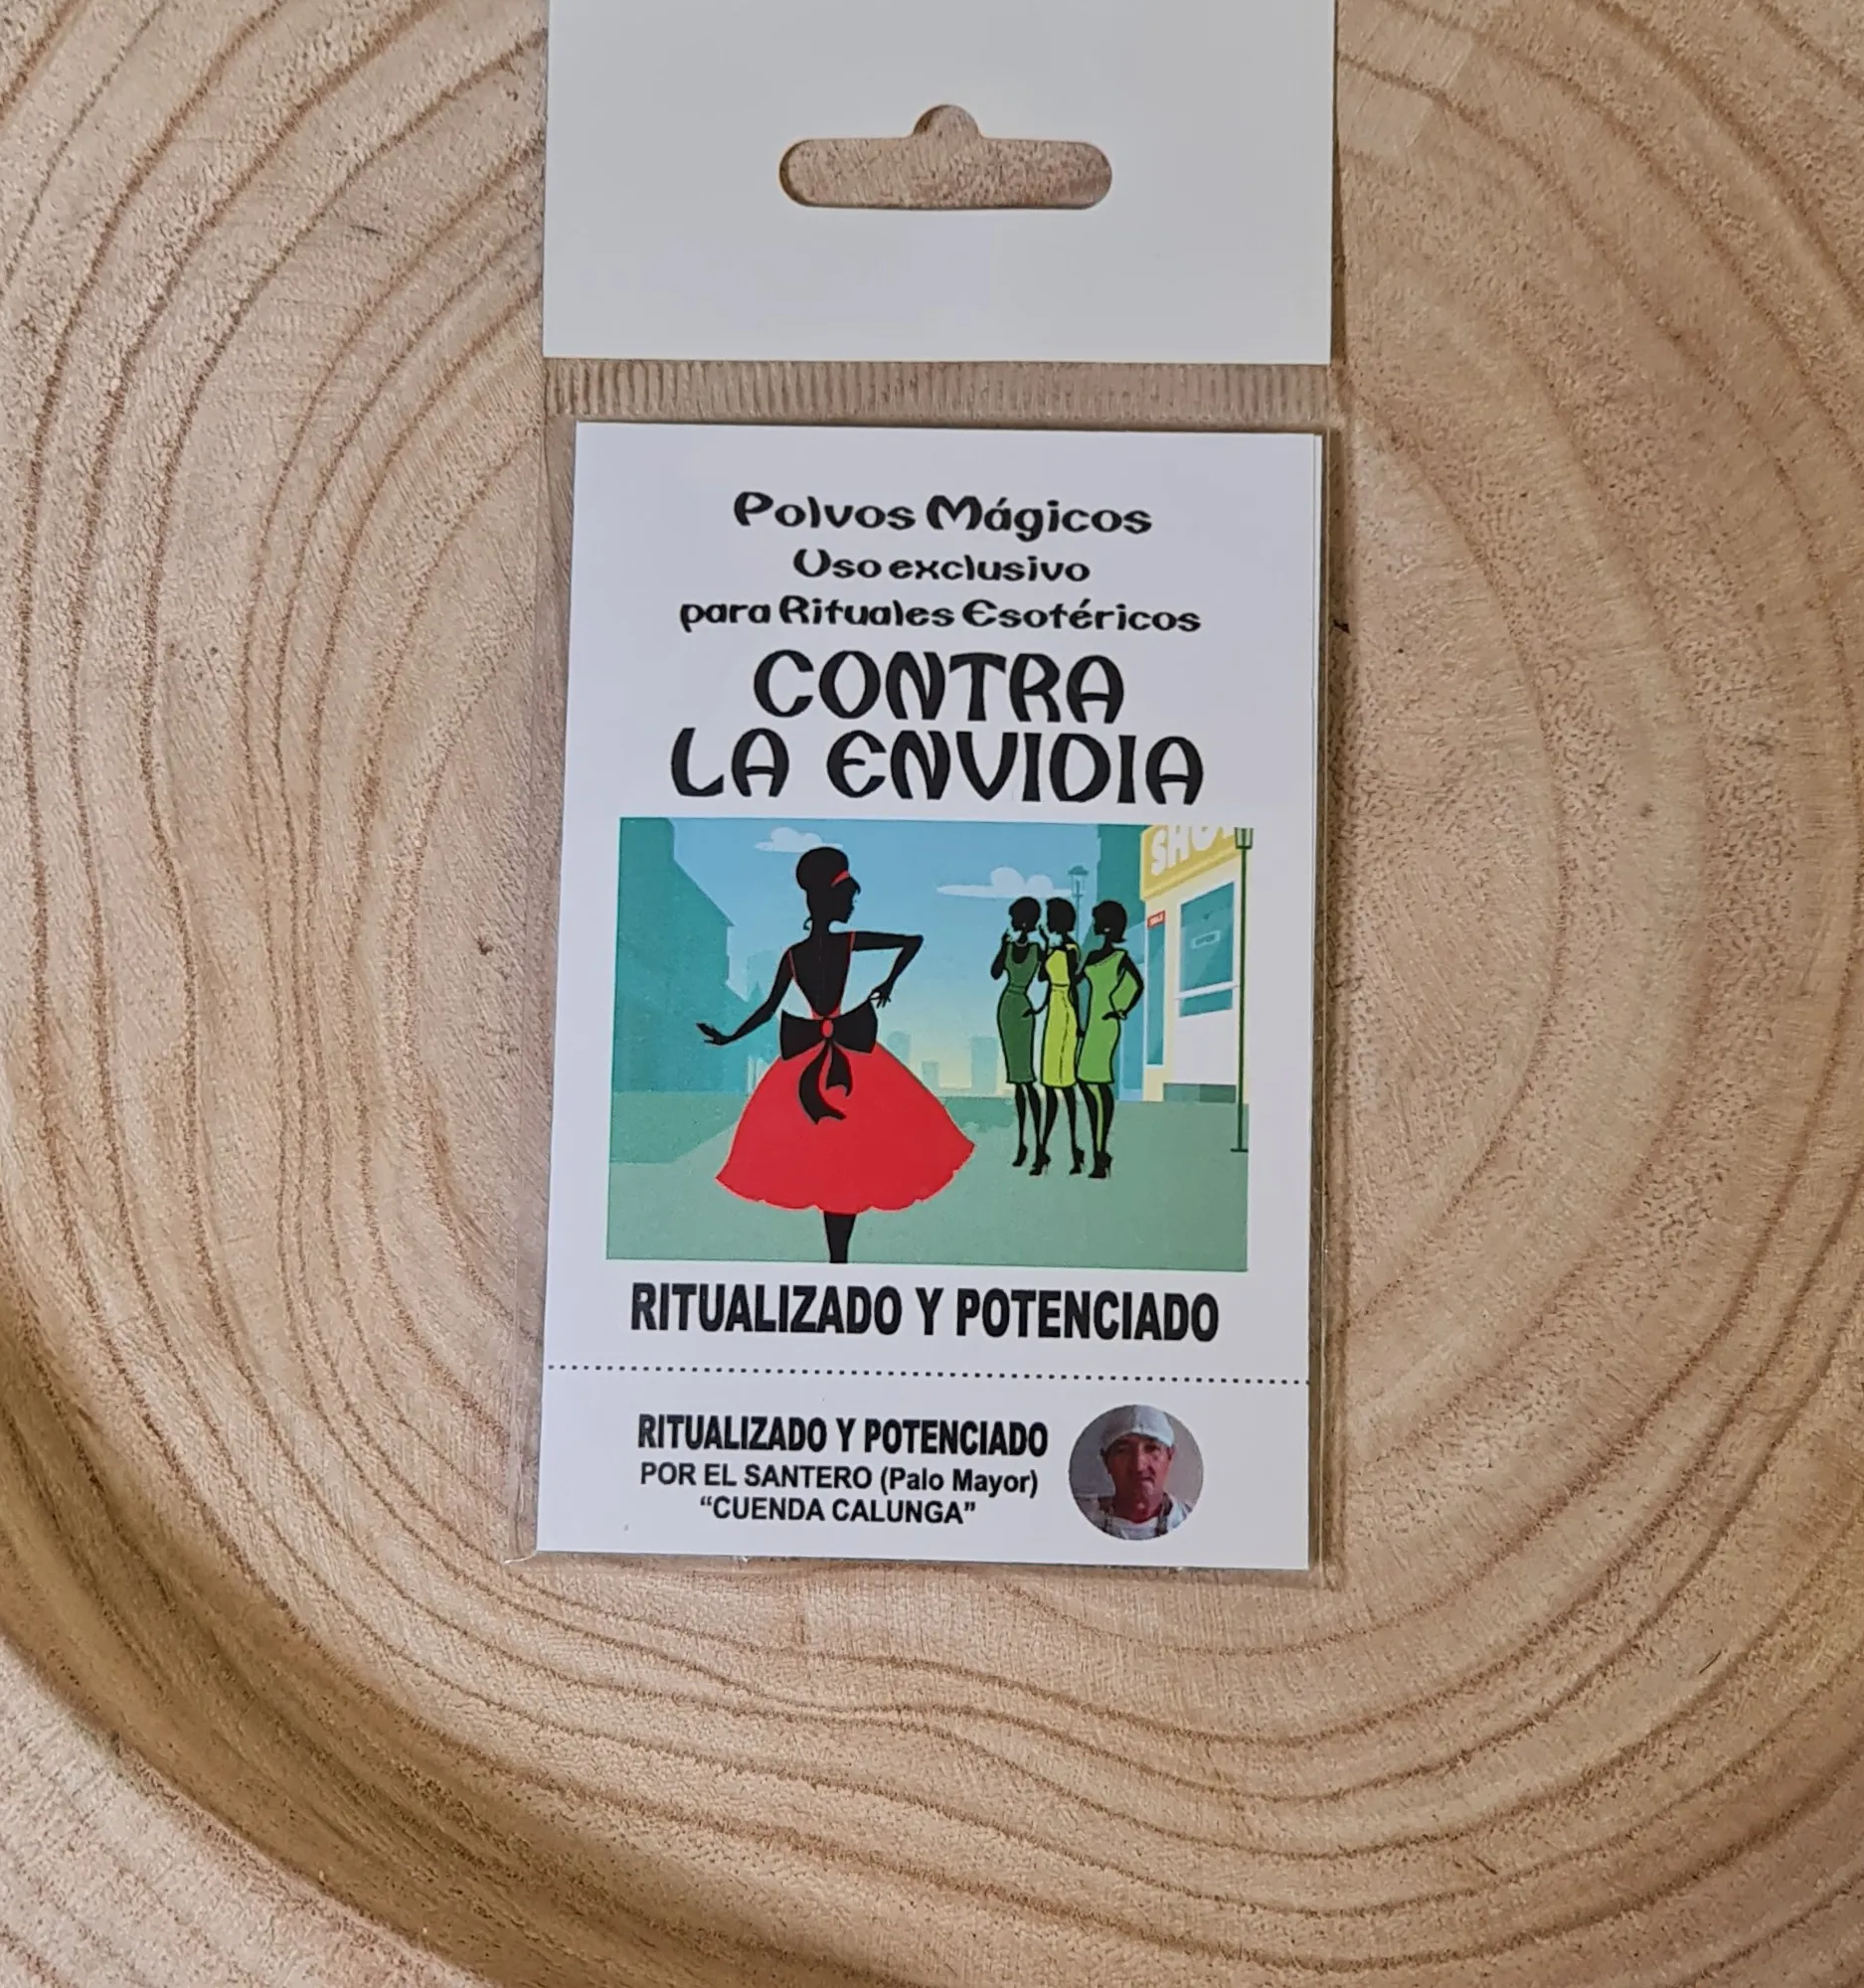 Polvos Mágicos
Uso exclusivo
para Rituales Esotéricos
CONTRA
LA ENVIDIA
RITUALIZADO Y POTENCIADO
RITUALIZADO Y POTENCIADO
POR EL SANTERO (Palo Mayor)
“CUENDA CALUNGA”